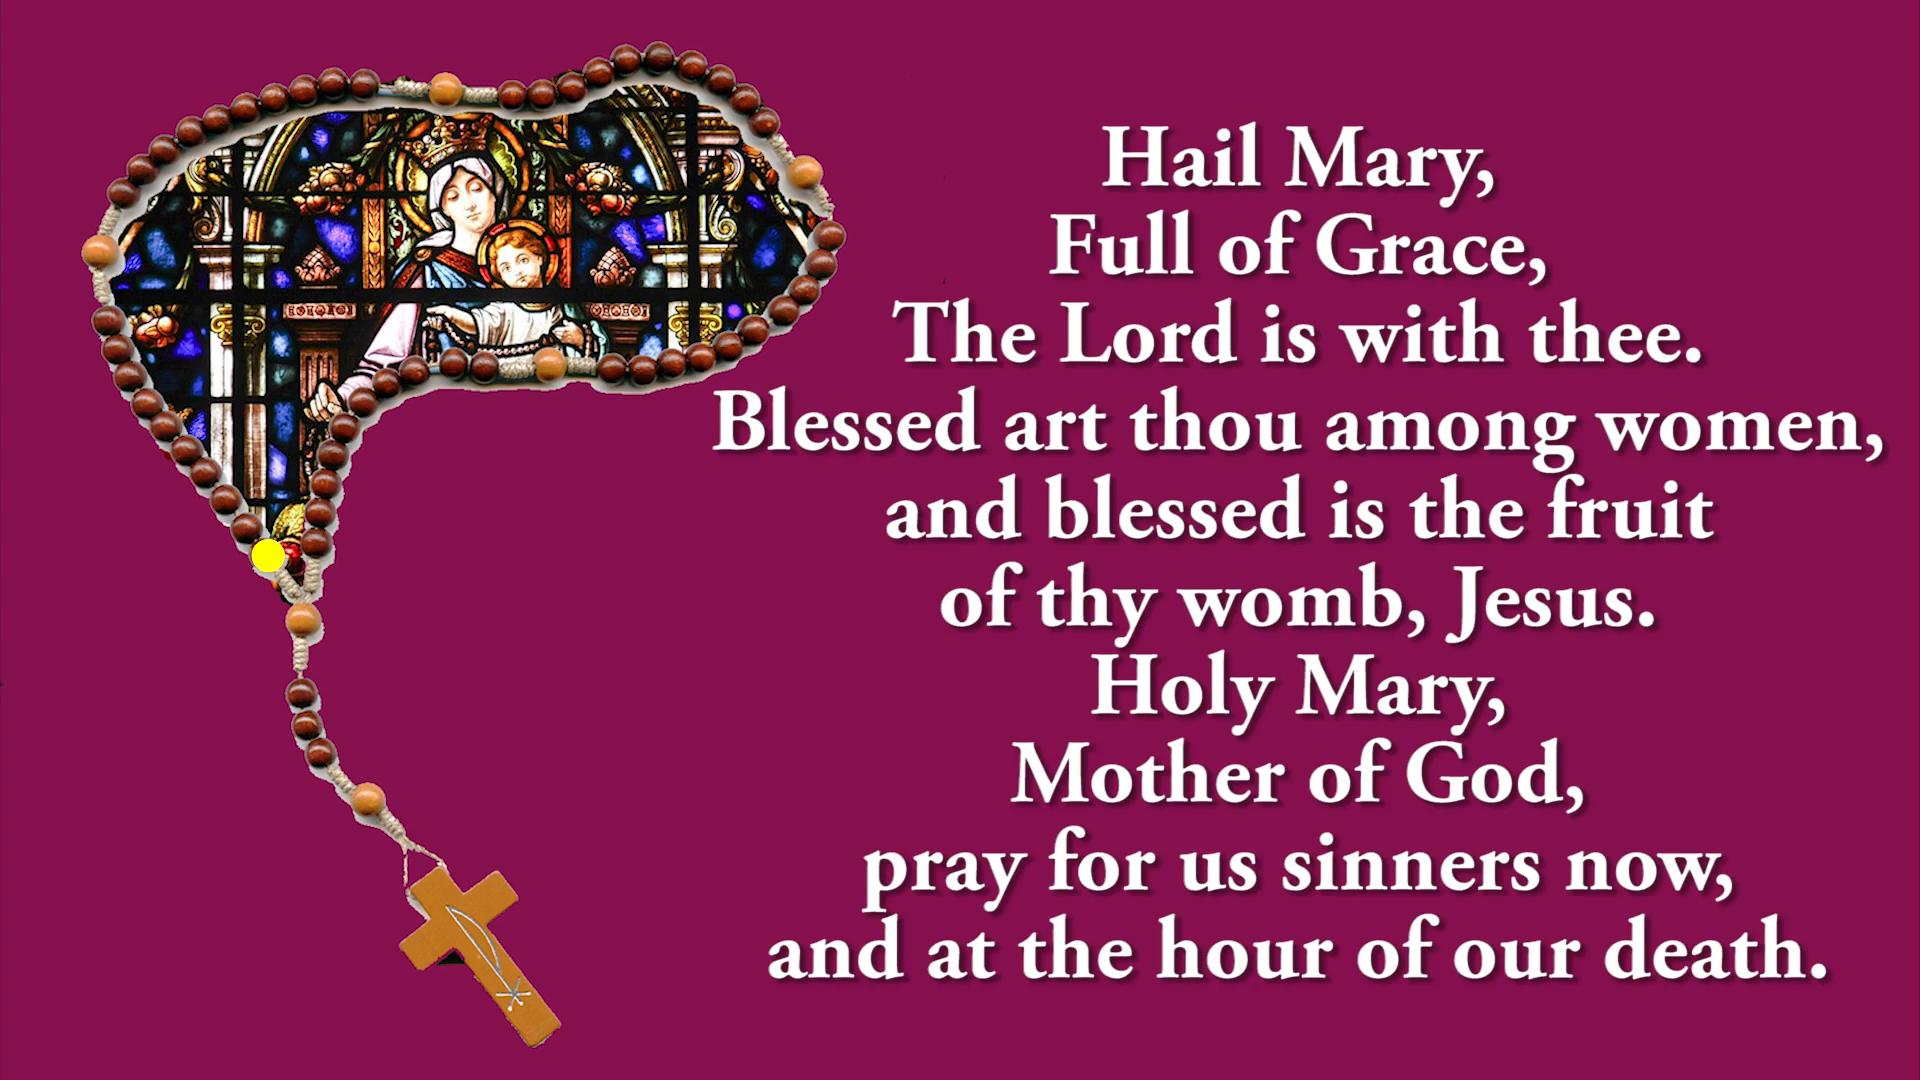 Hail Mary,
Full of Grace,
The Lord is with thee.
Blessed art thou among women,
and blessed is the fruit
of thy womb, Jesus.
Holy Mary,
Mother of God,
pray for us sinners now,
and at the hour of our death.